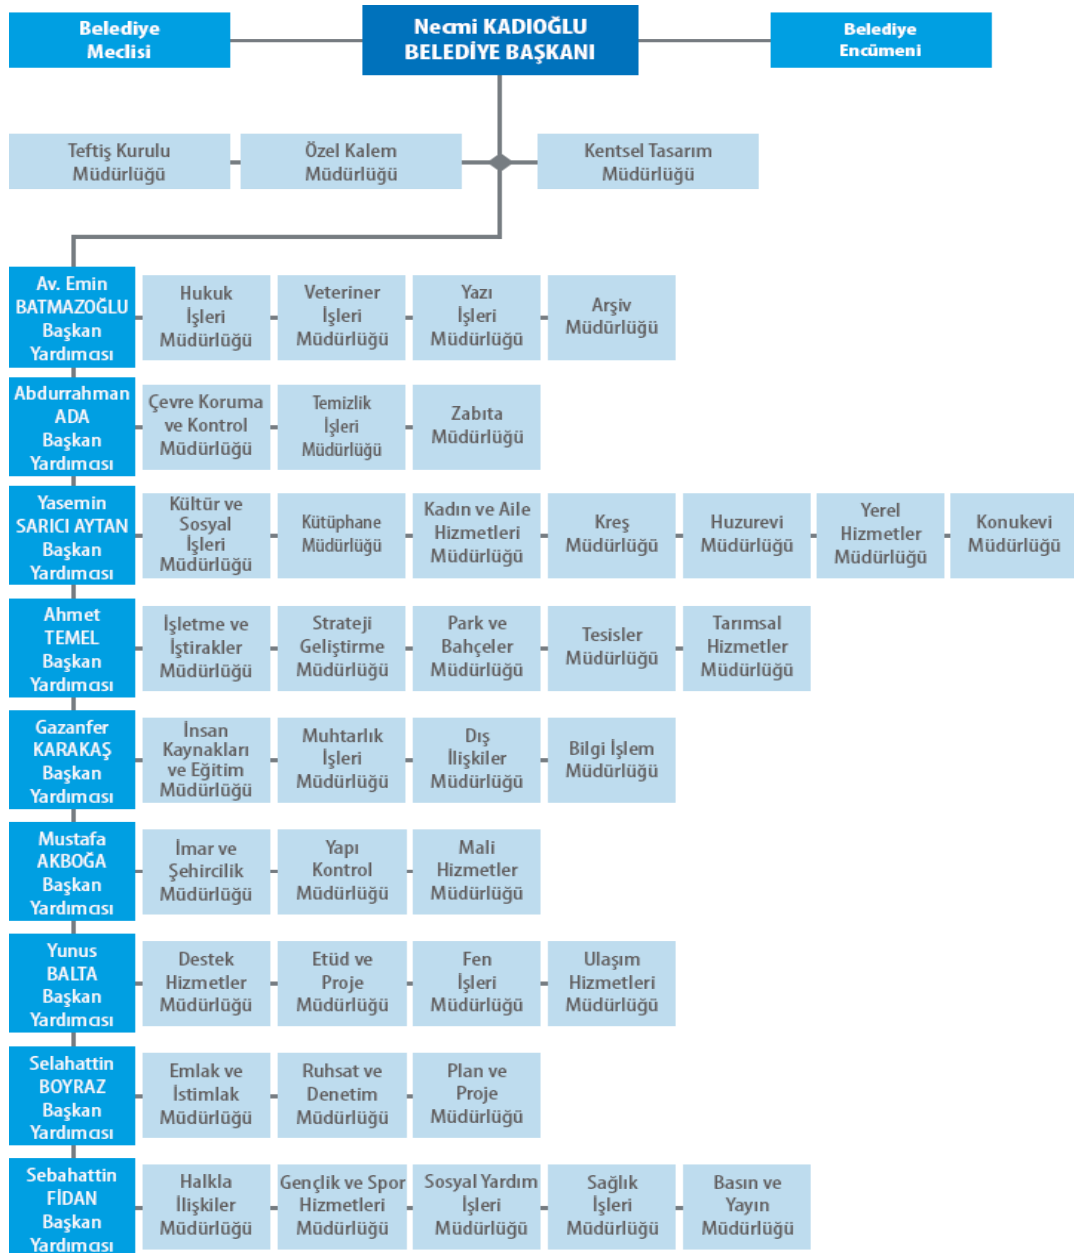 Belediye
Meclisi
Necmi KADIOĞLU
BELEDİYE BAŞKANI
Belediye
Encümeni
Teftiş Kurulu
Müdürlüğü
Özel Kalem
Müdürlüğü
Kentsel Tasarım
Müdürlüğü
Av. Emin
BATMAZOĞLU
Başkan
Yardımcısı
Hukuk
İşleri
Müdürlüğü
Veteriner
İşleri
Müdürlüğü
Yazı
İşleri
Müdürlüğü
Arşiv
Müdürlüğü
Abdurrahman
ADA
Başkan
Yardımcısı
Çevre Koruma
ve Kontrol
Müdürlüğü
Temizlik
İşleri
Müdürlüğü
Zabıta
Müdürlüğü
Yasemin
SARICI AYTAN
Başkan
Yardımcısı
Kültür ve
Sosyal
İşleri
Müdürlüğü
Kütüphane
Müdürlüğü
Kadın ve Aile
Hizmetleri
Müdürlüğü
Kreş
Müdürlüğü
Huzurevi
Müdürlüğü
Yerel
Hizmetler
Müdürlüğü
Konukevi
Müdürlüğü
Ahmet
TEMEL
Başkan
Yardımcısı
İşletme ve
İştirakler
Müdürlüğü
Strateji
Geliştirme
Müdürlüğü
Park ve
Bahçeler
Müdürlüğü
Tesisler
Müdürlüğü
Tarımsal
Hizmetler
Müdürlüğü
Gazanfer
KARAKAŞ
Başkan
Yardımcısı
İnsan
Kaynakları
ve Eğitim
Müdürlüğü
Muhtarlık
İşleri
Müdürlüğü
Dış
İlişkiler
Müdürlüğü
Bilgi İşlem
Müdürlüğü
Mustafa
AKBOĞA
Başkan
Yardımcısı
İmar ve
Şehircilik
Müdürlüğü
Yapı
Kontrol
Müdürlüğü
Mali
Hizmetler
Müdürlüğü
Yunus
BALTA
Başkan
Yardımcısı
Destek
Hizmetler
Müdürlüğü
Etüd ve
Proje
Müdürlüğü
Fen
İşleri
Müdürlüğü
Ulaşım
Hizmetleri
Müdürlüğü
Selahattin
BOYRAZ
Başkan
Yardımcısı
Emlak ve
İstimlak
Müdürlüğü
Ruhsat ve
Denetim
Müdürlüğü
Plan ve
Proje
Müdürlüğü
Sebahattin
FİDAN
Başkan
Yardımcısı
Halkla
İlişkiler
Müdürlüğü
Gençlik ve Spor
Hizmetleri
Müdürlüğü
Sosyal Yardım
İşleri
Müdürlüğü
Sağlık
İşleri
Müdürlüğü
Basın ve
Yayın
Müdürlüğü